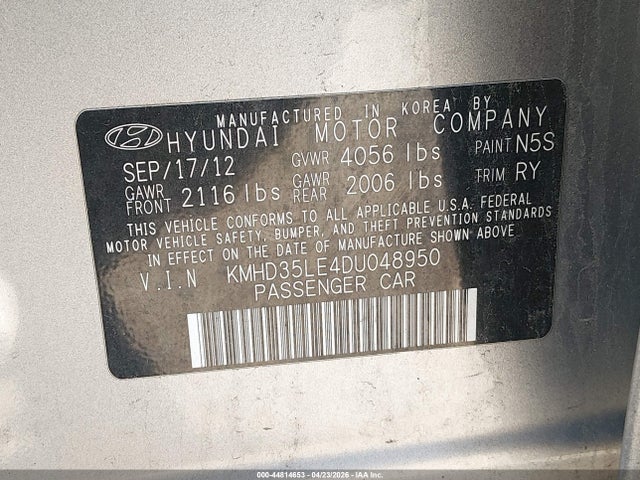 MANUFACTURED IN KOREA BY
HYUNDAI MOTOR COMPANY
SEP/17/12 GVWR 4056 lbs PAINT N5S
GAWR FRONT 2116 lbs GAWR REAR 2006 lbs TRIM RY
THIS VEHICLE CONFORMS TO ALL APPLICABLE U.S.A. FEDERAL
MOTOR VEHICLE SAFETY, BUMPER, AND THEFT PREVENTION STANDARDS
IN EFFECT ON THE DATE OF MANUFACTURE SHOWN ABOVE
V.I.N KMHD35LE4DU048950
PASSENGER CAR
000-44814653 | 04/23/2026 | IAAI.COM